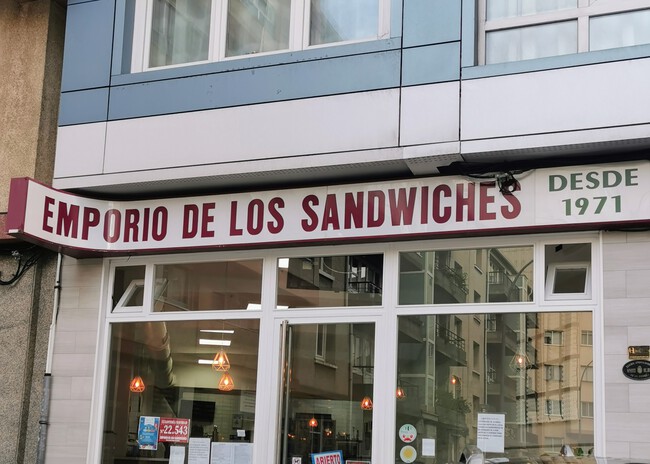 EMPORIO DE LOS SANDWICHES
DESDE
1971
22.543
ABIERTO